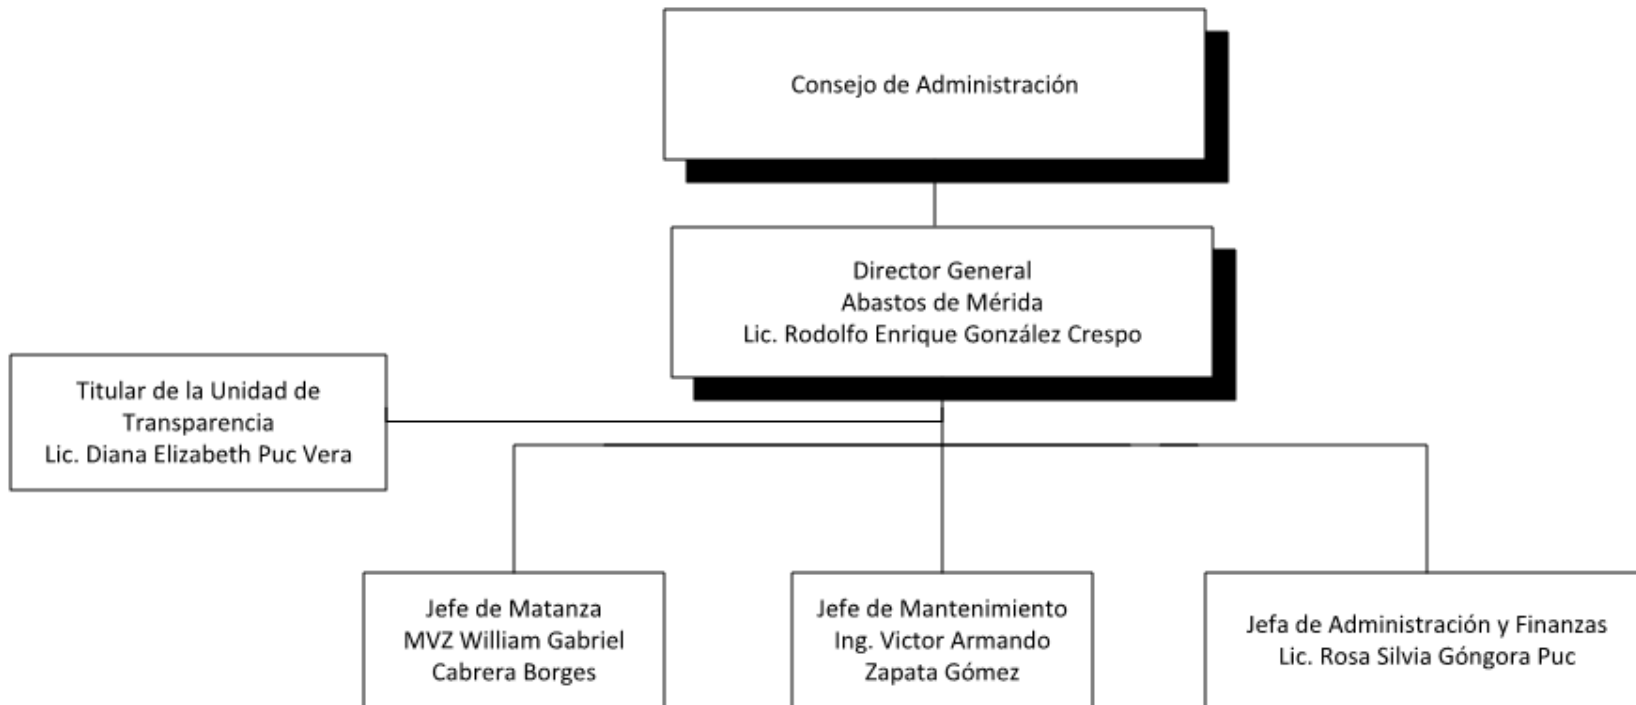 Consejo de Administración
Director General
Abastos de Mérida
Lic. Rodolfo Enrique González Crespo
Titular de la Unidad de
Transparencia
Lic. Diana Elizabeth Puc Vera
Jefe de Matanza
MVZ William Gabriel
Cabrera Borges
Jefe de Mantenimiento
Ing. Victor Armando
Zapata Gómez
Jefa de Administración y Finanzas
Lic. Rosa Silvia Góngora Puc